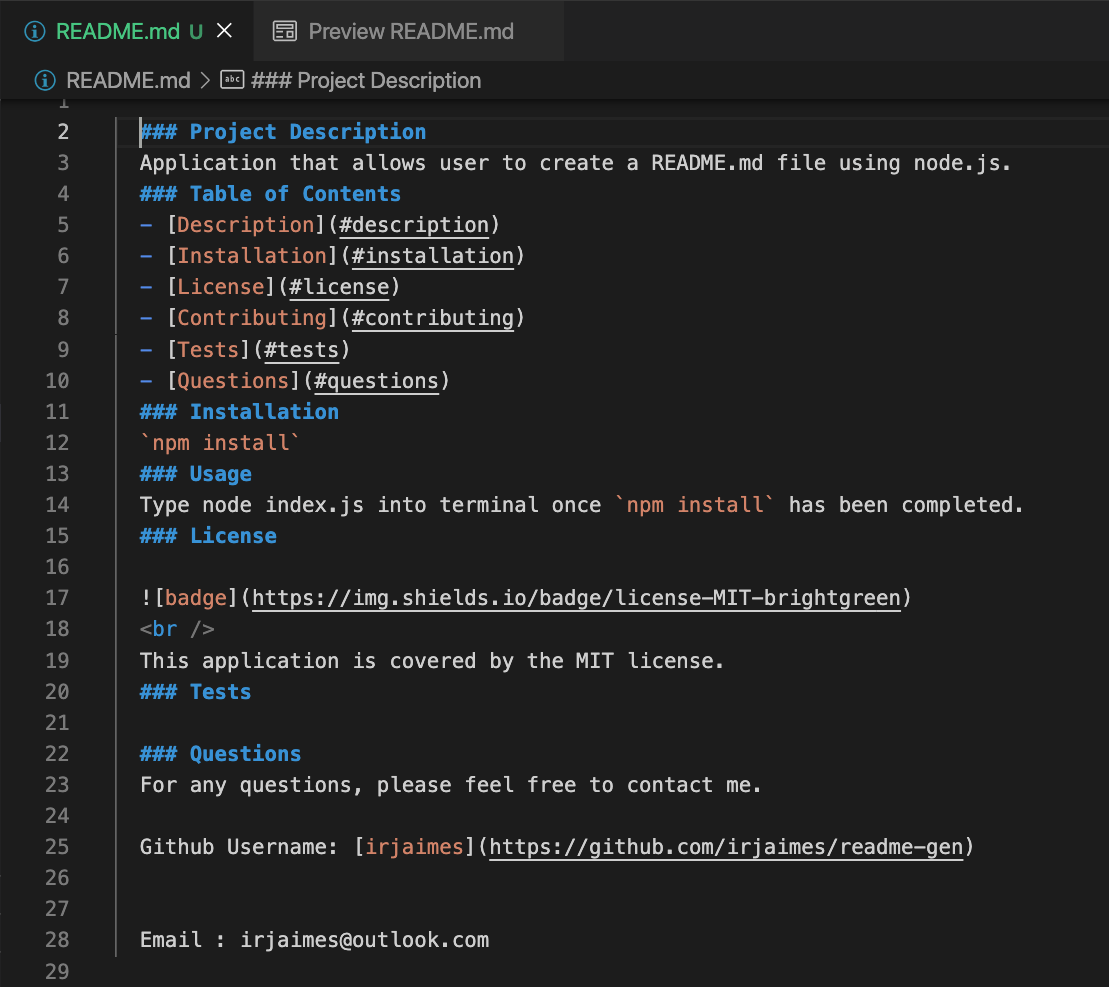 README.md U
Preview README.md
README.md > abc ### Project Description
1
2 ### Project Description
3 Application that allows user to create a README.md file using node.js.
4 ### Table of Contents
5 - [Description](#description)
6 - [Installation](#installation)
7 - [License](#license)
8 - [Contributing](#contributing)
9 - [Tests](#tests)
10 - [Questions](#questions)
11 ### Installation
12 `npm install`
13 ### Usage
14 Type node index.js into terminal once `npm install` has been completed.
15 ### License
16
17 ![badge](https://img.shields.io/badge/license-MIT-brightgreen)
18 <br />
19 This application is covered by the MIT license.
20 ### Tests
21
22 ### Questions
23 For any questions, please feel free to contact me.
24
25 Github Username: [irjaimes](https://github.com/irjaimes/readme-gen)
26
27
28 Email : irjaimes@outlook.com
29